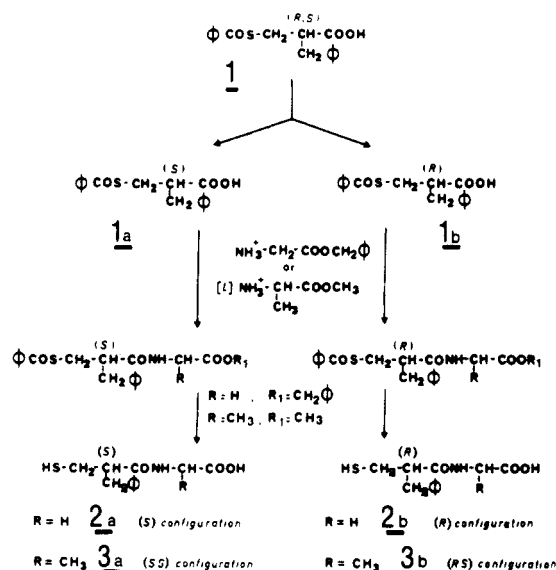 (R,S)
Φ COS-CH₂-CH-COOH
CH₂ Φ
1
(S)
Φ COS-CH₂-CH-COOH
CH₂ Φ
1a
(R)
Φ COS-CH₂-CH-COOH
CH₂ Φ
1b
NH₃⁺-CH₂-COOCH₂Φ
or
[L] NH₃⁺-CH-COOCH₃
CH₃
(S)
Φ COS-CH₂-CH-CONH-CH-COOR₁
CH₂Φ R
(R)
Φ COS-CH₂-CH-CONH-CH-COOR₁
CH₂Φ R
R=H , R₁=CH₂Φ
R=CH₃, R₁=CH₃
(S)
HS-CH₂-CH-CONH-CH-COOH
CH₂Φ R
(R)
HS-CH₂-CH-CONH-CH-COOH
CH₂Φ R
R = H 2a (S) configuration
R = H 2b (R) configuration
R = CH₃ 3a (SS) configuration
R = CH₃ 3b (RS) configuration